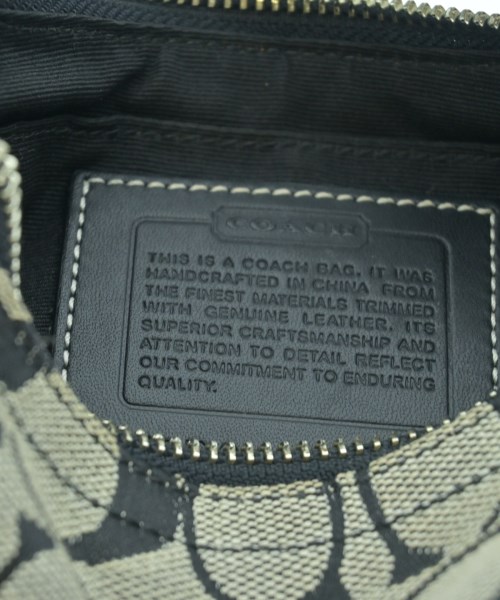 COACH
THIS IS A COACH BAG. IT WAS
HANDCRAFTED IN CHINA FROM
THE FINEST MATERIALS TRIMMED
WITH GENUINE LEATHER. ITS
SUPERIOR CRAFTSMANSHIP AND
ATTENTION TO DETAIL REFLECT
OUR COMMITMENT TO ENDURING
QUALITY.